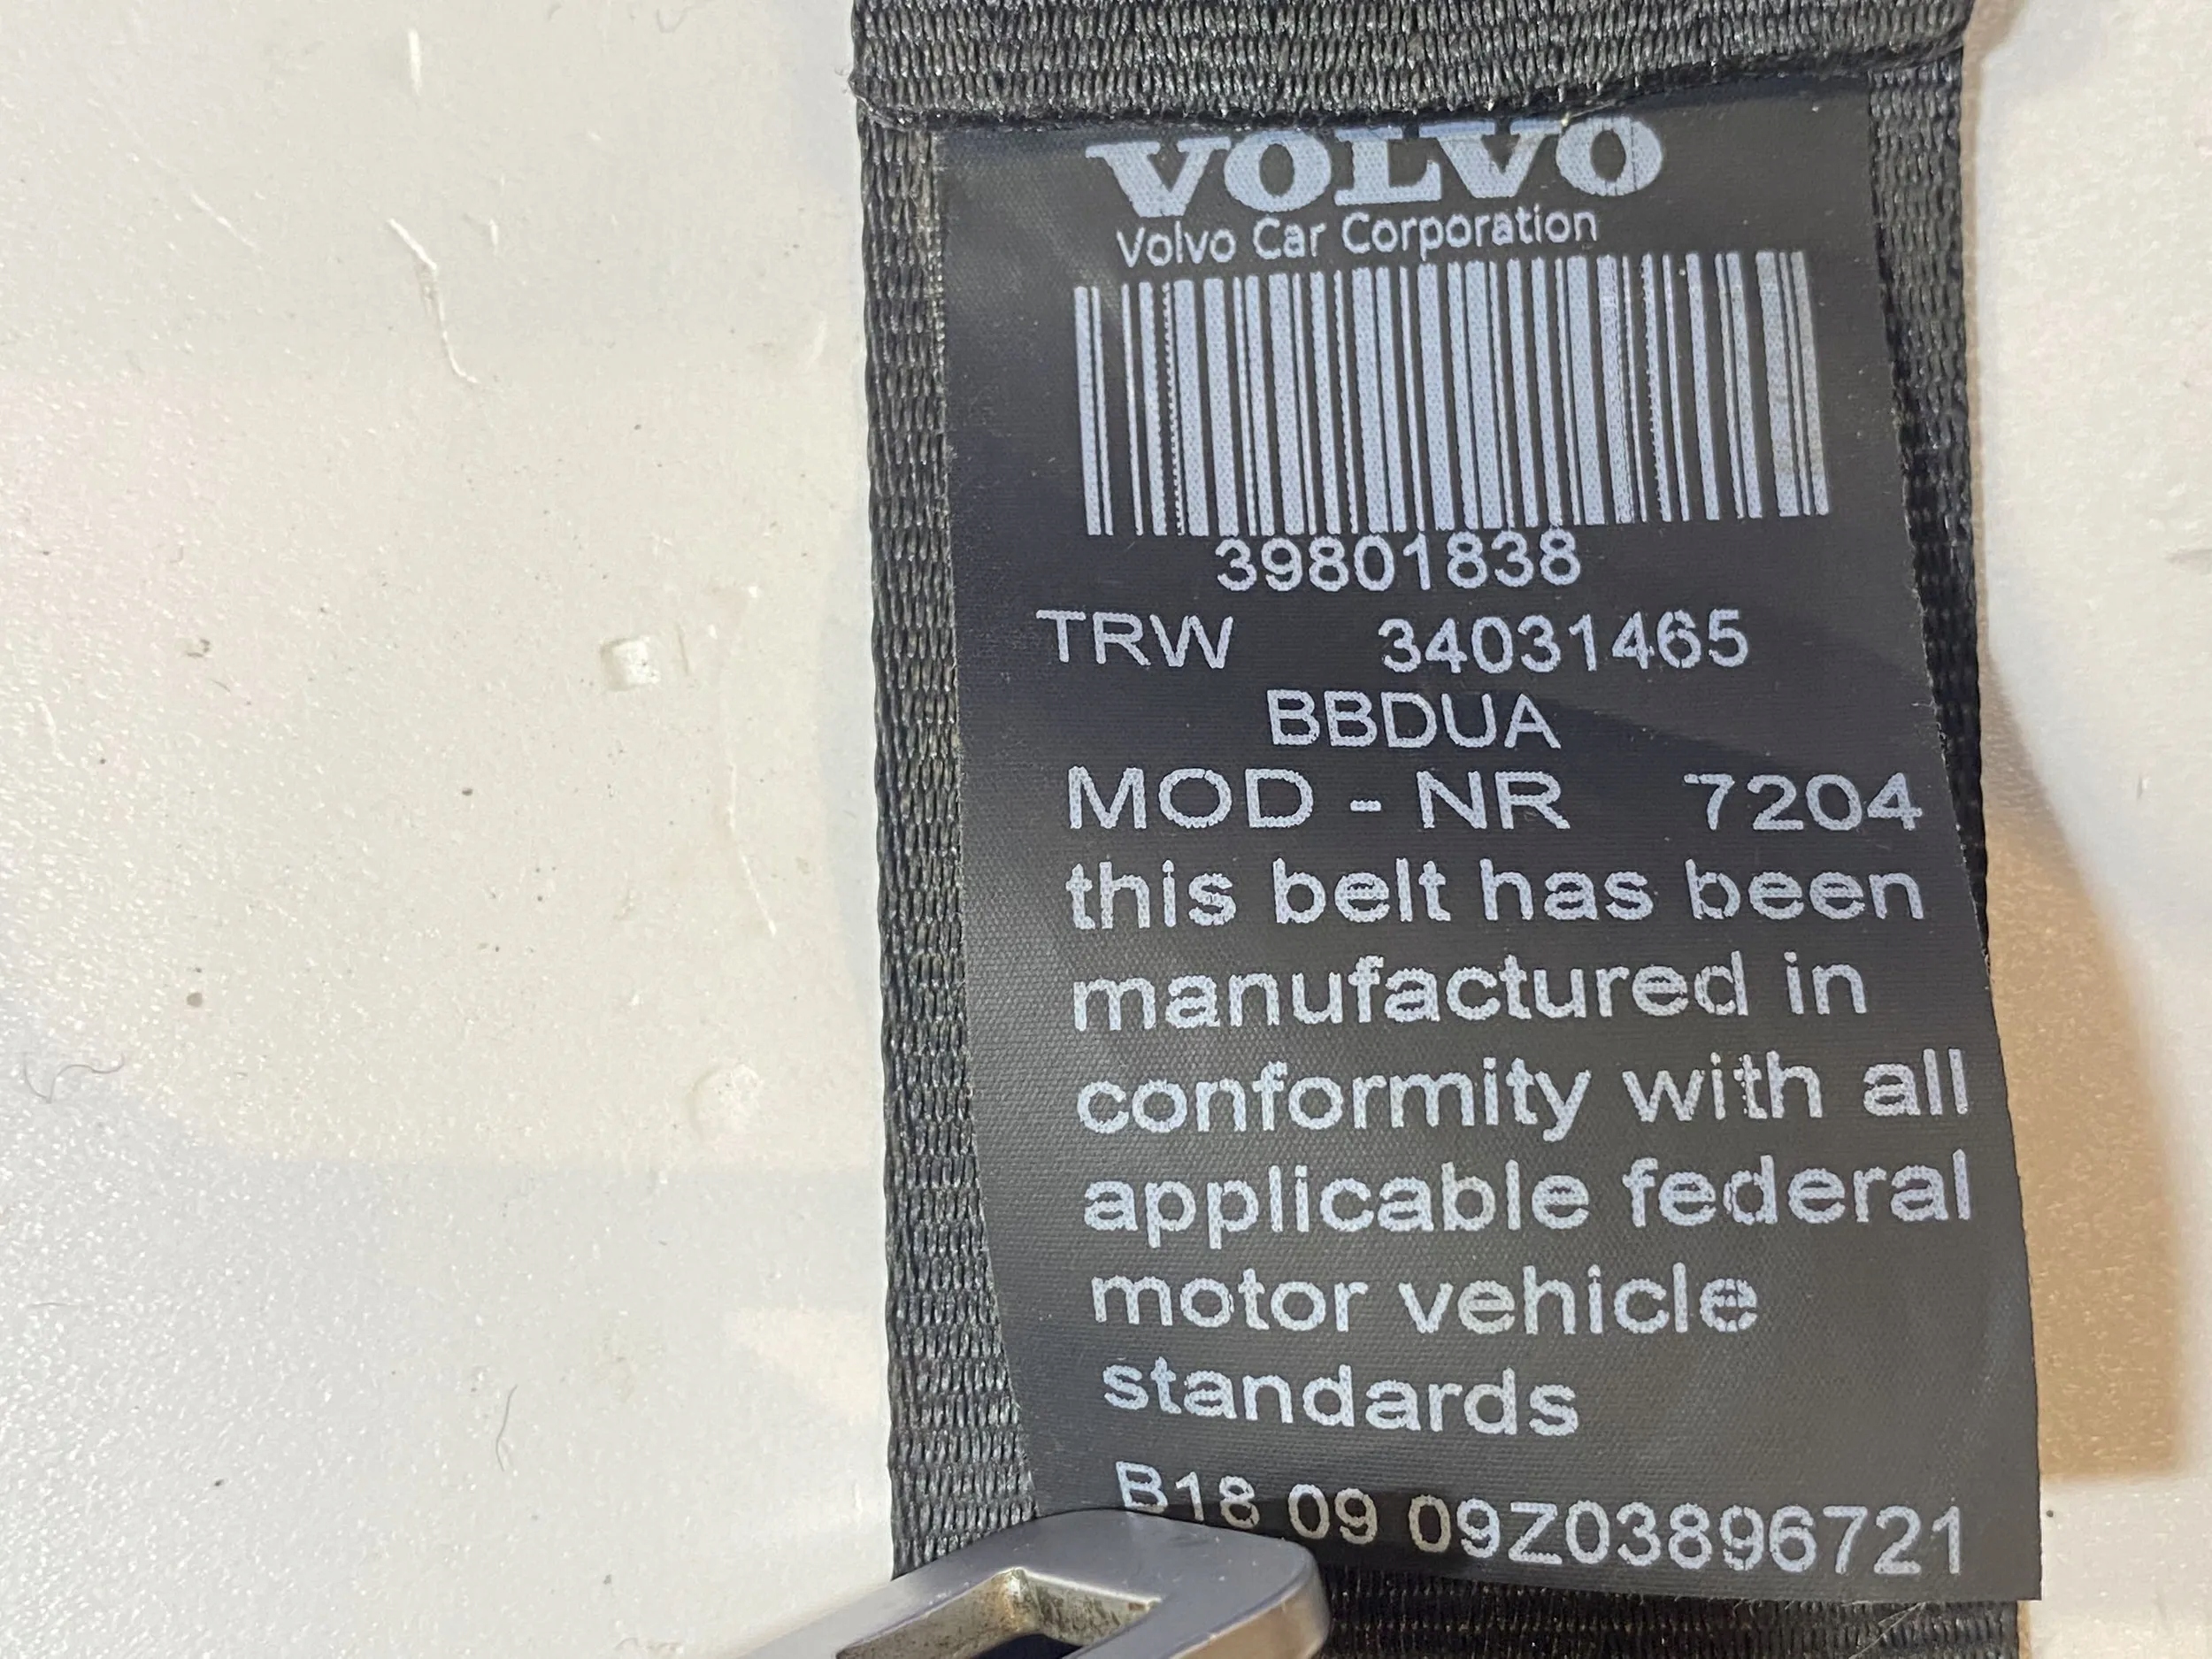 VOLVO
Volvo Car Corporation
39801838
TRW 34031465
BBDUA
MOD - NR 7204
this belt has been
manufactured in
conformity with all
applicable federal
motor vehicle
standards
B18 09 09Z03896721